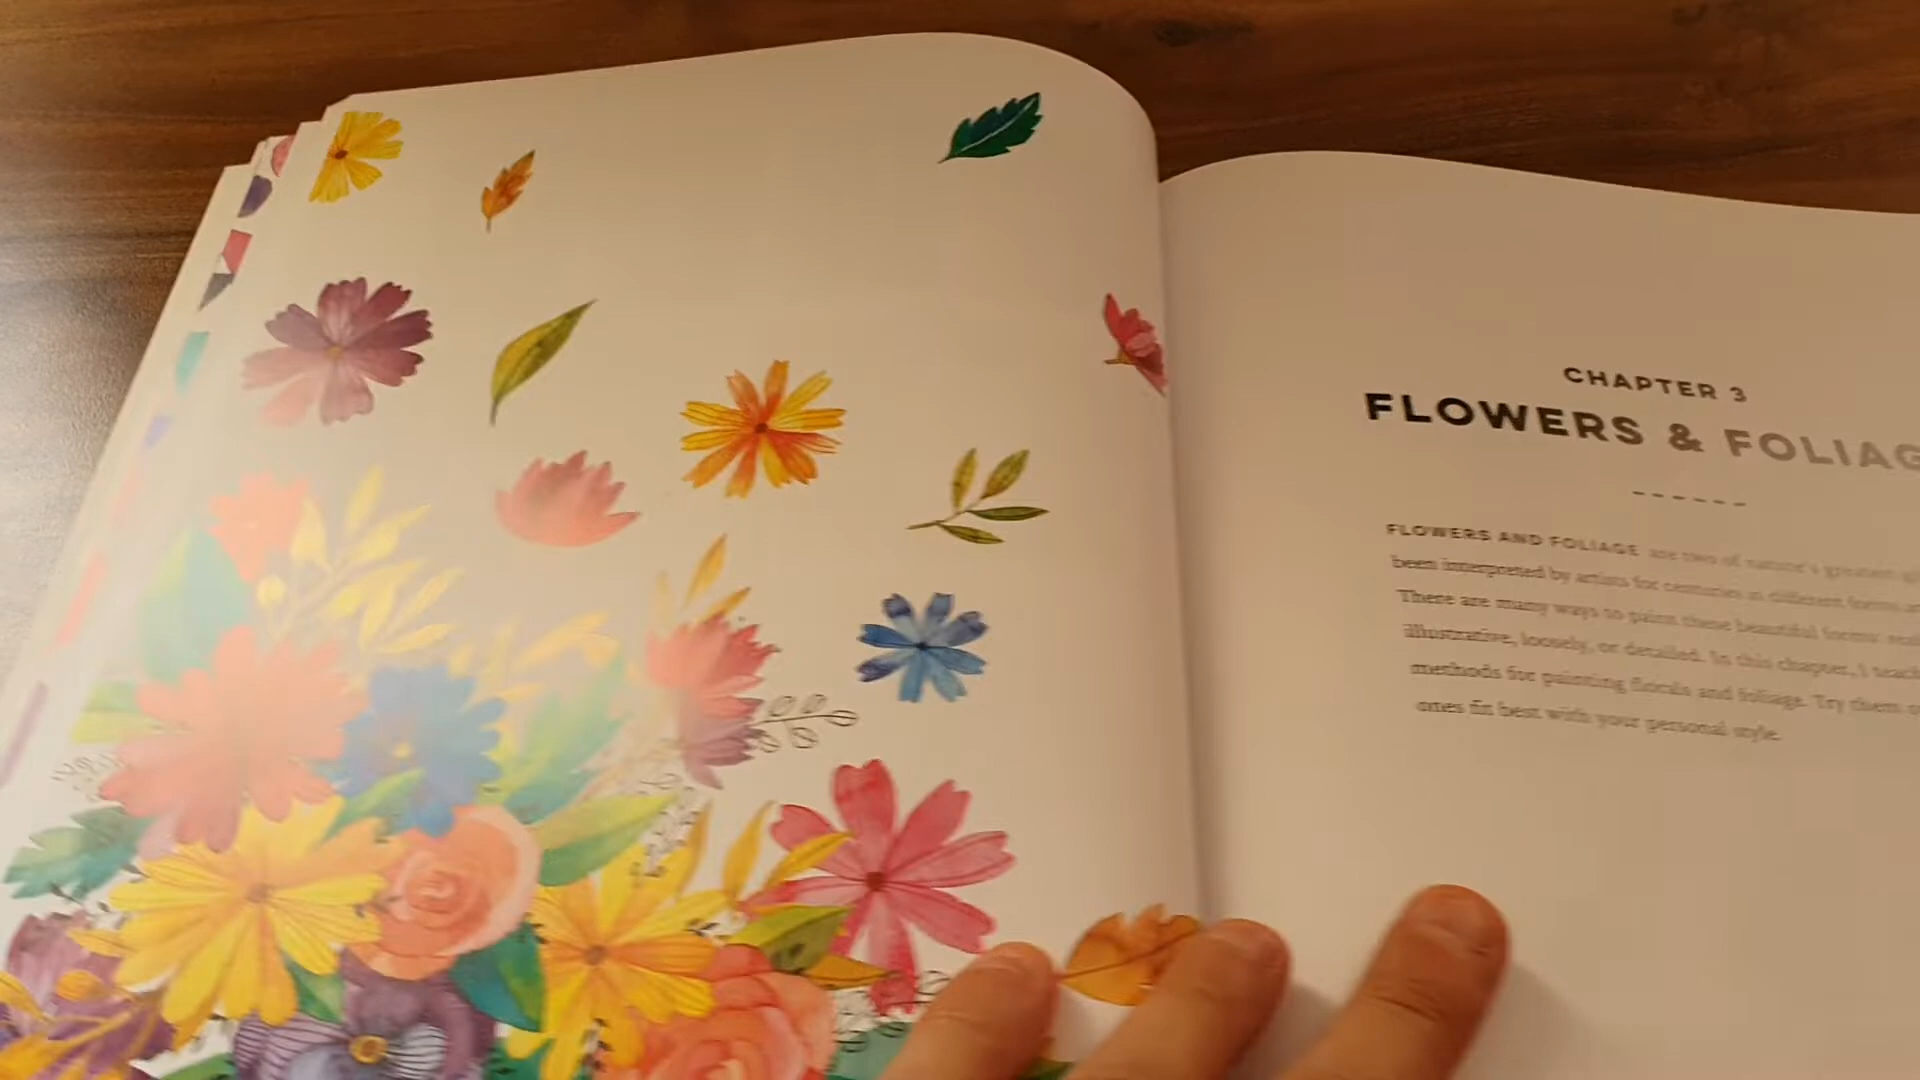 CHAPTER 3
FLOWERS & FOLIAG
FLOWERS AND FOLIAGE are two of nature's greatest
been interpreted by artists for centuries in different forms
There are many ways to paint these beautiful forms:
illustrative, loosely, or detailed. In this chapter, I teach
methods for painting florals and foliage. Try them
ones fit best with your personal style.